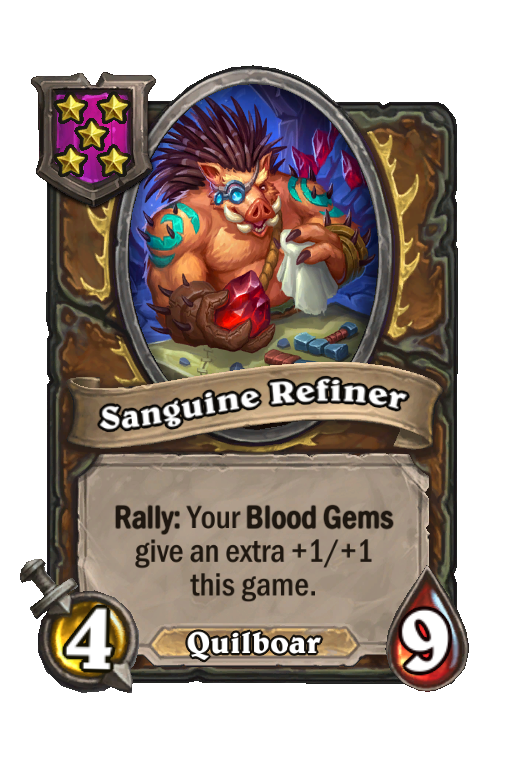 Sanguine Refiner
Rally: Your Blood Gems
give an extra +1/+1
this game.
4
Quilboar
9